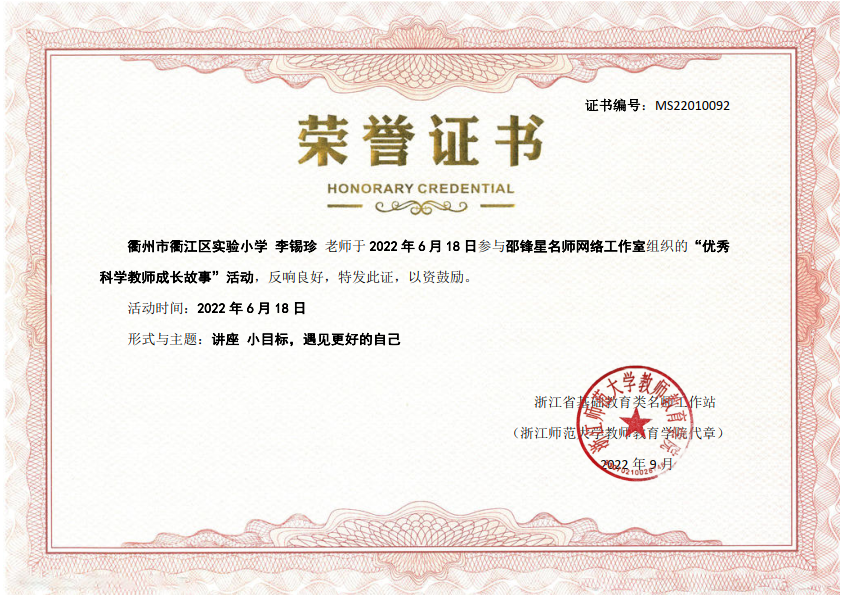 证书编号：MS22010092
荣誉证书
HONORARY CREDENTIAL
衢州市衢江区实验小学 李锡珍 老师于 2022 年 6 月 18 日参与邵锋星名师网络工作室组织的“优秀
科学教师成长故事”活动，反响良好，特发此证，以资鼓励。
活动时间：2022 年 6 月 18 日
形式与主题：讲座 小目标，遇见更好的自己
浙江省基础教育类名师工作站
（浙江师范大学教师教育学院代章）
2022 年 9 月
浙江师范大学教师教育学院